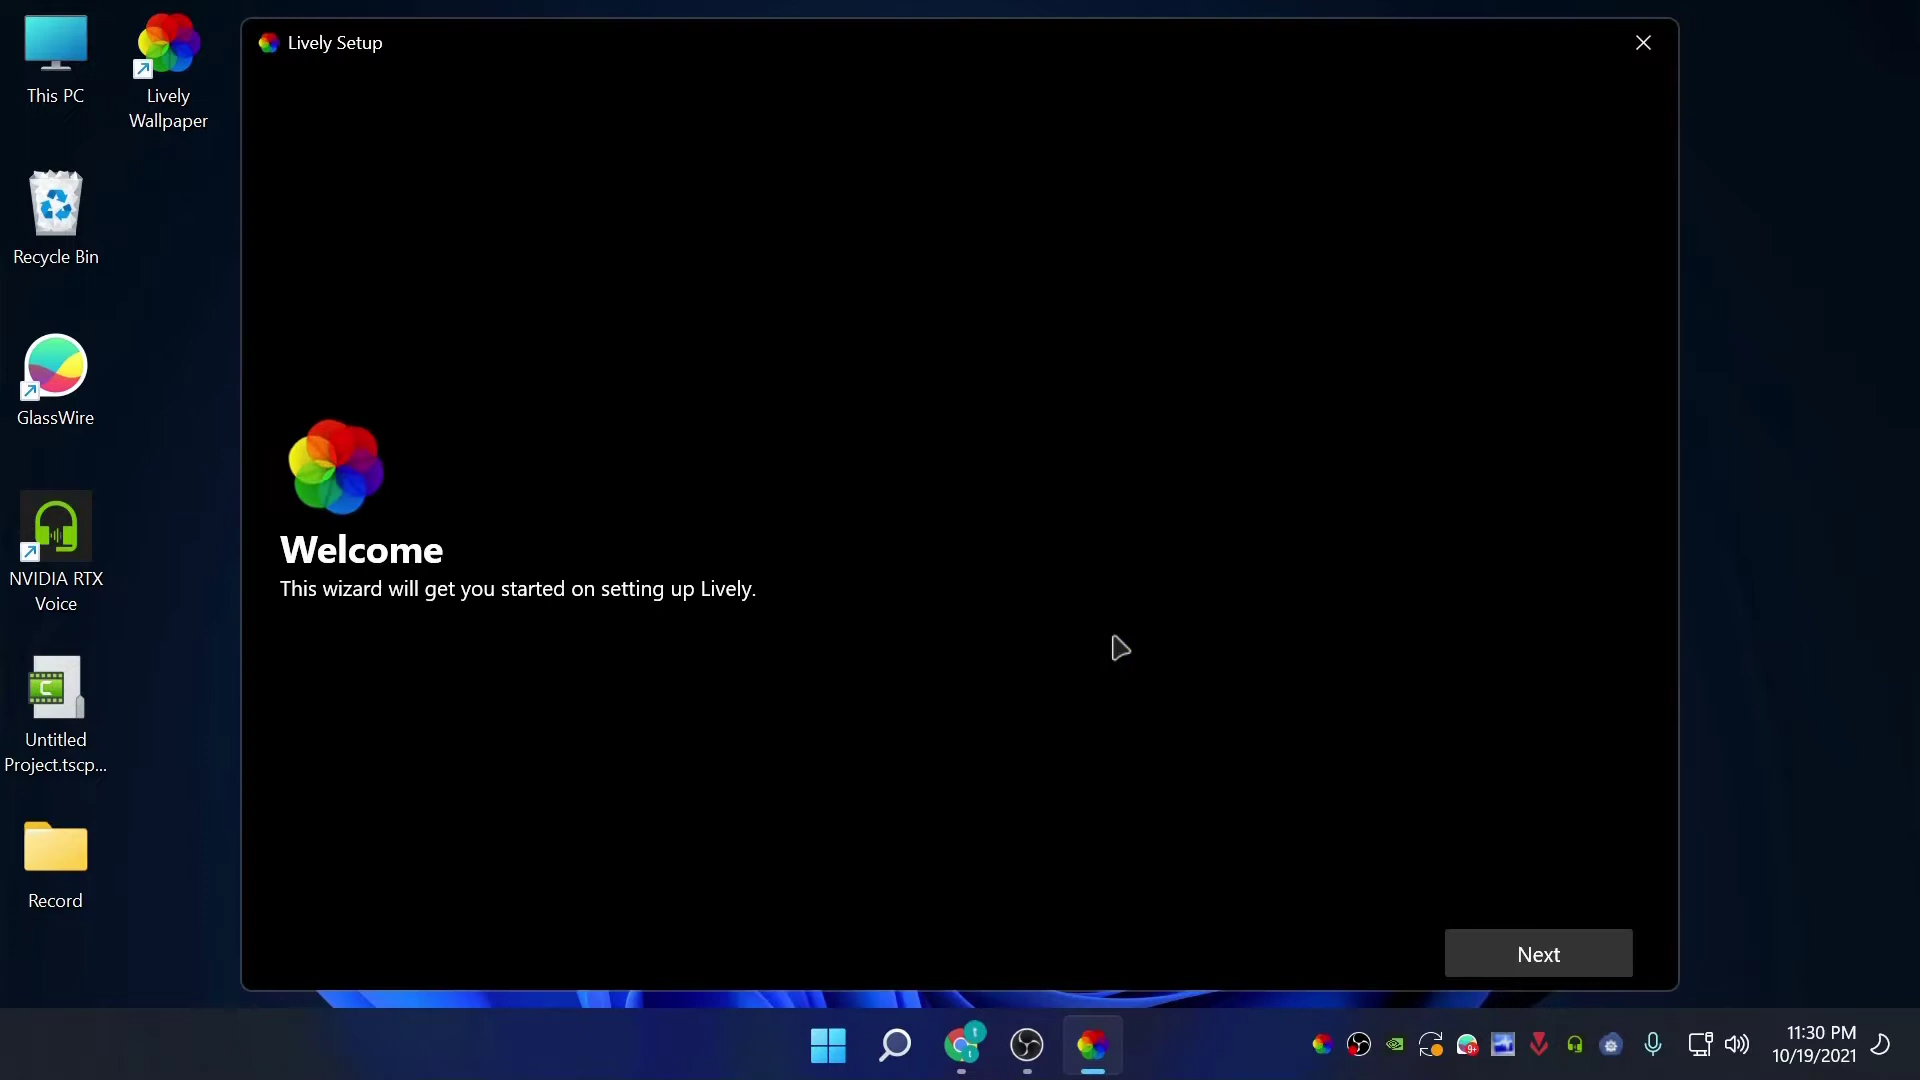 Lively Setup
This PC
Lively
Wallpaper
Recycle Bin
GlassWire
NVIDIA RTX
Voice
Untitled
Project.tscp...
Record
Welcome
This wizard will get you started on setting up Lively.
Next
t
t
9+
11:30 PM
10/19/2021